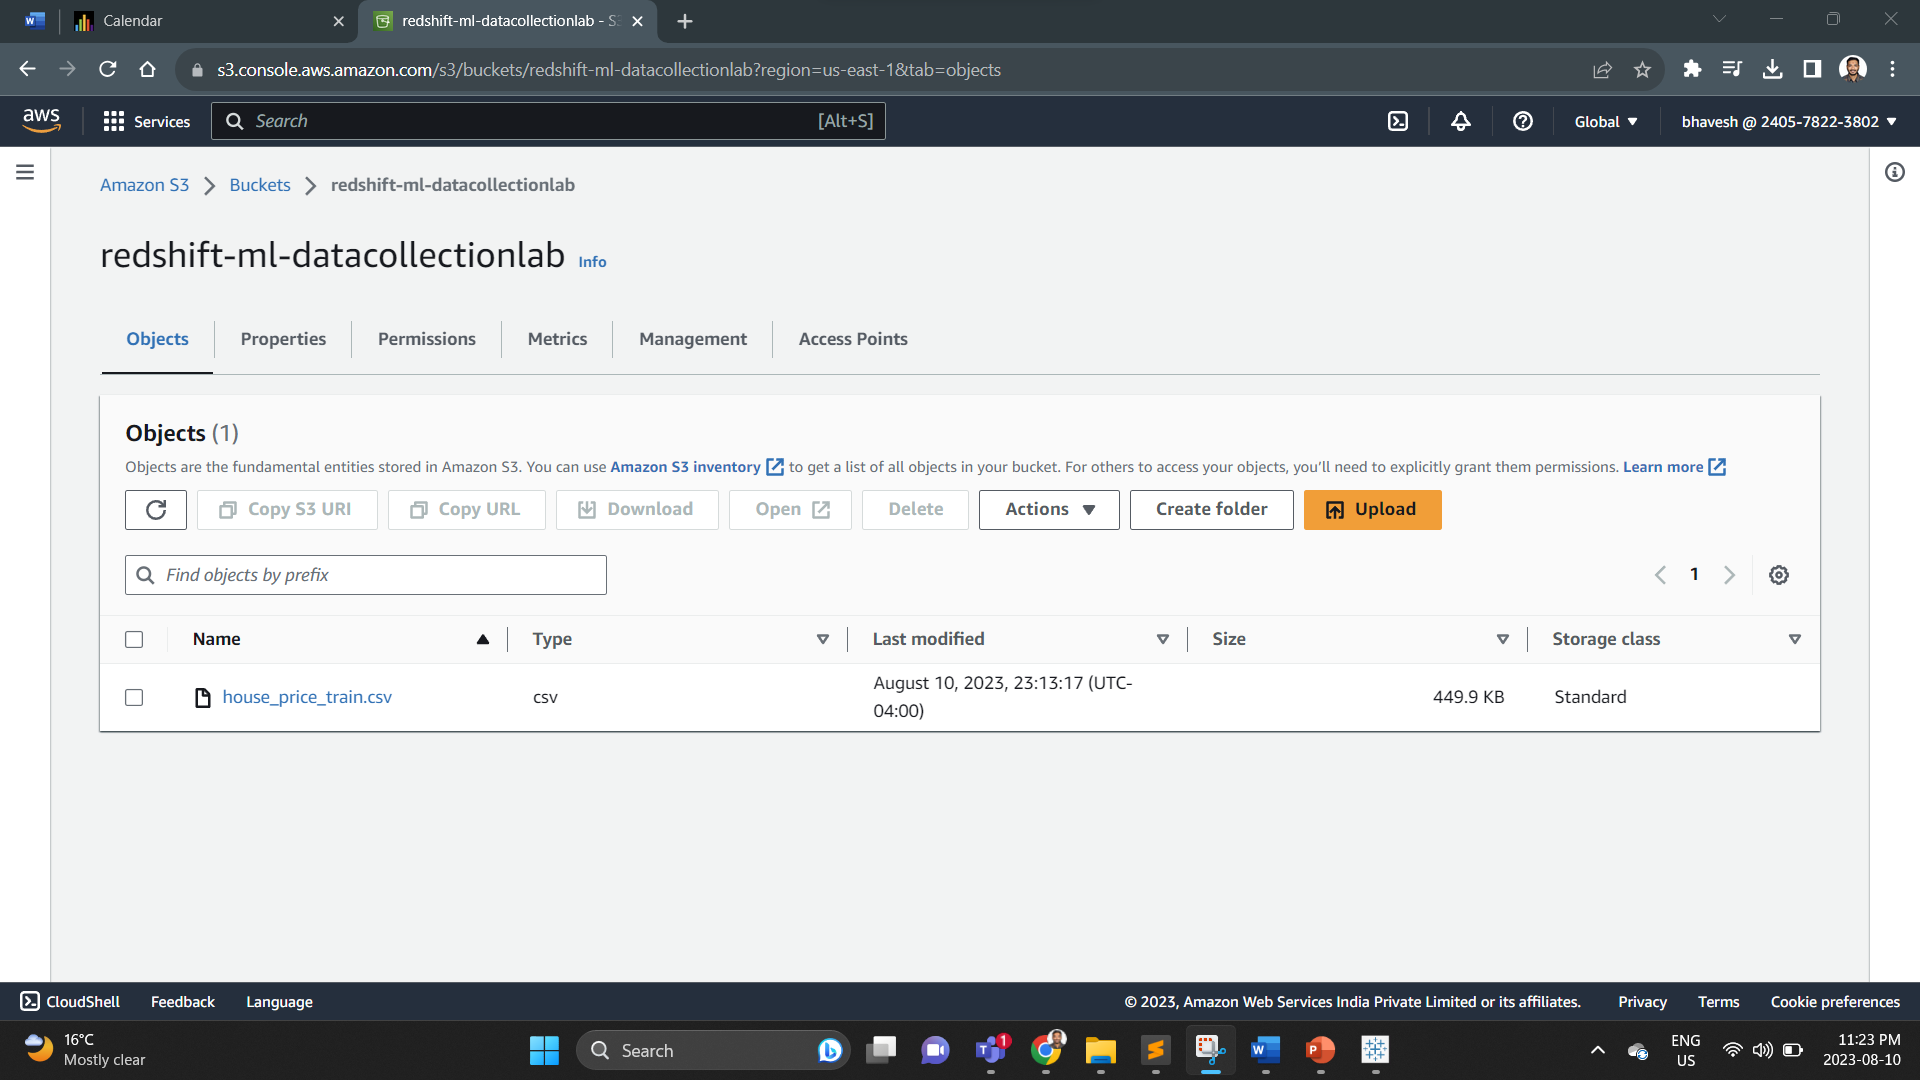 Calendar
redshift-ml-datacollectionlab - S3
s3.console.aws.amazon.com/s3/buckets/redshift-ml-datacollectionlab?region=us-east-1&tab=objects
aws
Services
Search
[Alt+S]
Global
bhavesh @ 2405-7822-3802
Amazon S3
Buckets
redshift-ml-datacollectionlab
redshift-ml-datacollectionlab Info
Objects
Properties
Permissions
Metrics
Management
Access Points
Objects (1)
Objects are the fundamental entities stored in Amazon S3. You can use Amazon S3 inventory to get a list of all objects in your bucket. For others to access your objects, you'll need to explicitly grant them permissions. Learn more
Copy S3 URI
Copy URL
Download
Open
Delete
Actions
Create folder
Upload
Find objects by prefix
1
Name
Type
Last modified
Size
Storage class
house_price_train.csv
csv
August 10, 2023, 23:13:17 (UTC-
04:00)
449.9 KB
Standard
CloudShell
Feedback
Language
© 2023, Amazon Web Services India Private Limited or its affiliates.
Privacy
Terms
Cookie preferences
16°C
Mostly clear
Search
1
ENG
US
11:23 PM
2023-08-10